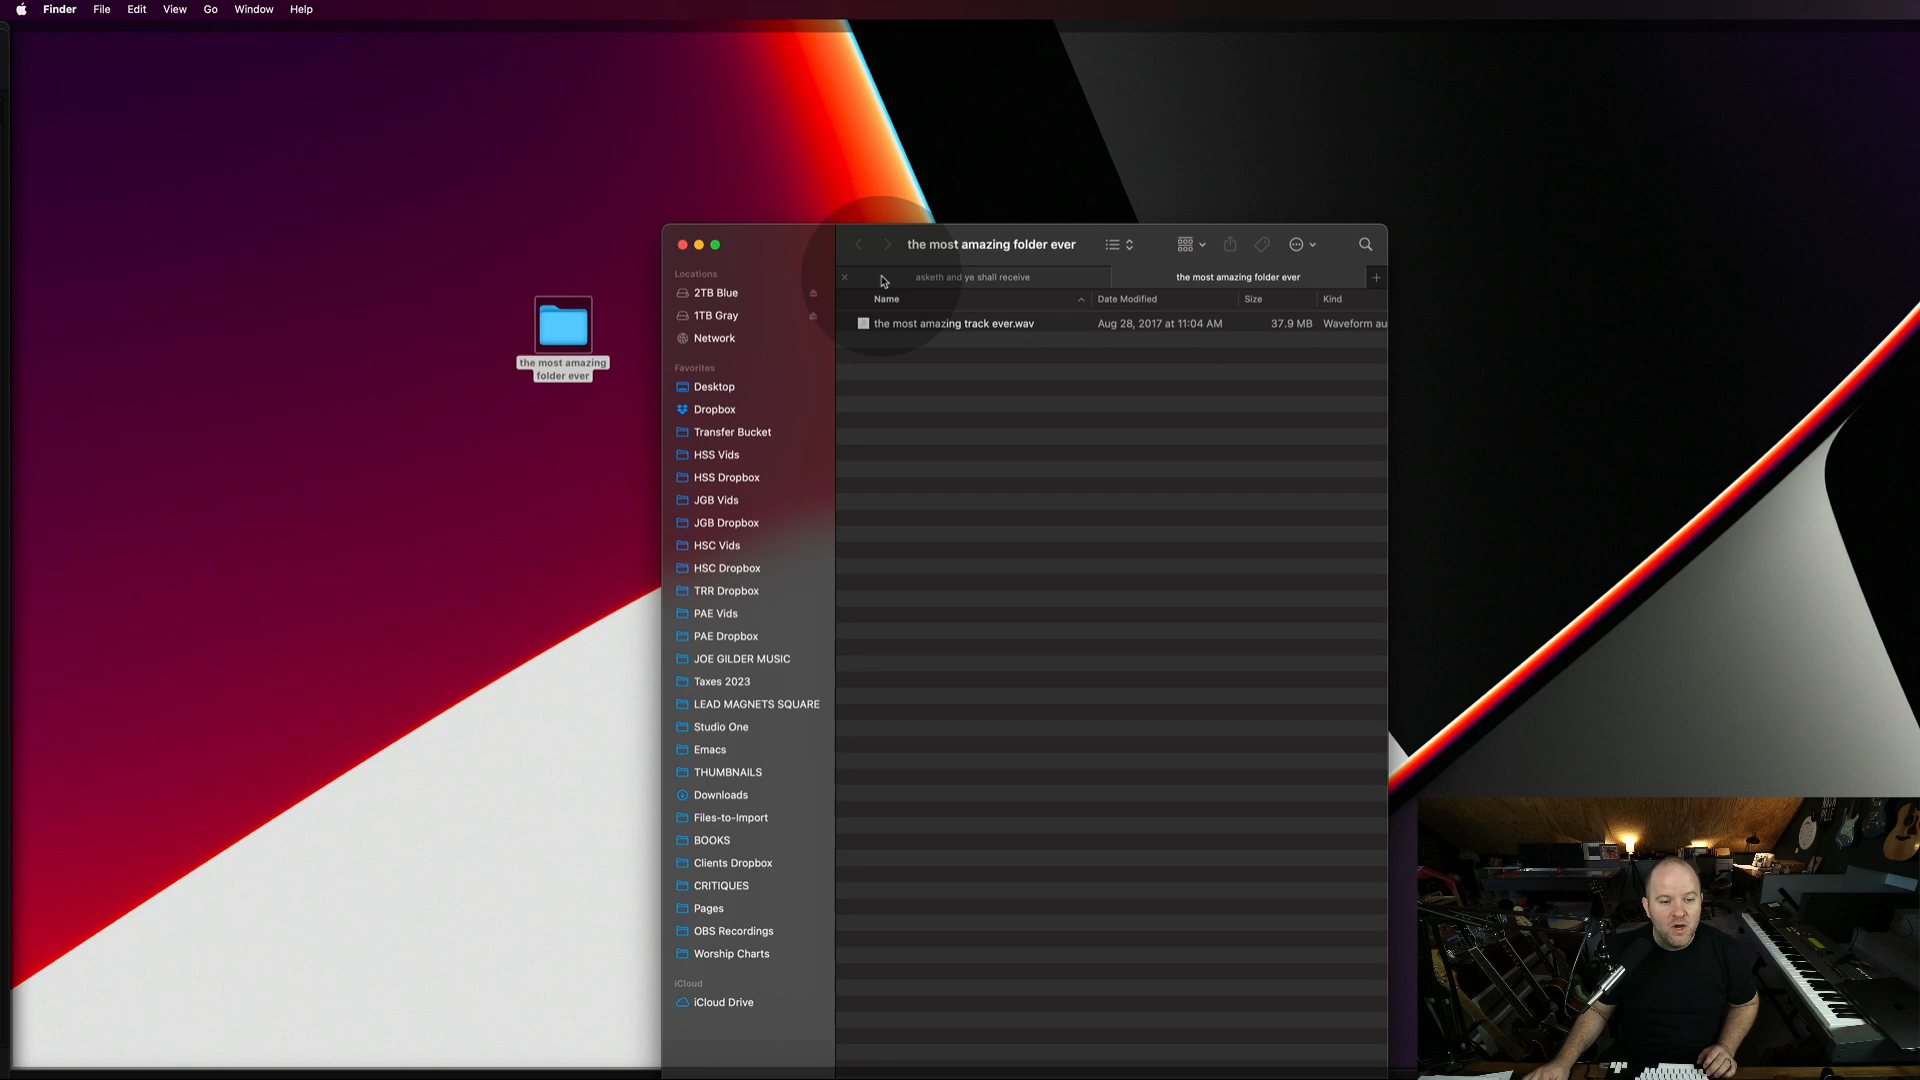 Finder File Edit View Go Window Help
the most amazing folder ever
asketh and ye shall receive
the most amazing folder ever
Name Date Modified Size Kind
the most amazing track ever.wav Aug 28, 2017 at 11:04 AM 37.9 MB Waveform au
the most amazing
folder ever
Locations
2TB Blue
1TB Gray
Network
Favorites
Desktop
Dropbox
Transfer Bucket
HSS Vids
HSS Dropbox
JGB Vids
JGB Dropbox
HSC Vids
HSC Dropbox
TRR Dropbox
PAE Vids
PAE Dropbox
JOE GILDER MUSIC
Taxes 2023
LEAD MAGNETS SQUARE
Studio One
Emacs
THUMBNAILS
Downloads
Files-to-Import
BOOKS
Clients Dropbox
CRITIQUES
Pages
OBS Recordings
Worship Charts
iCloud
iCloud Drive